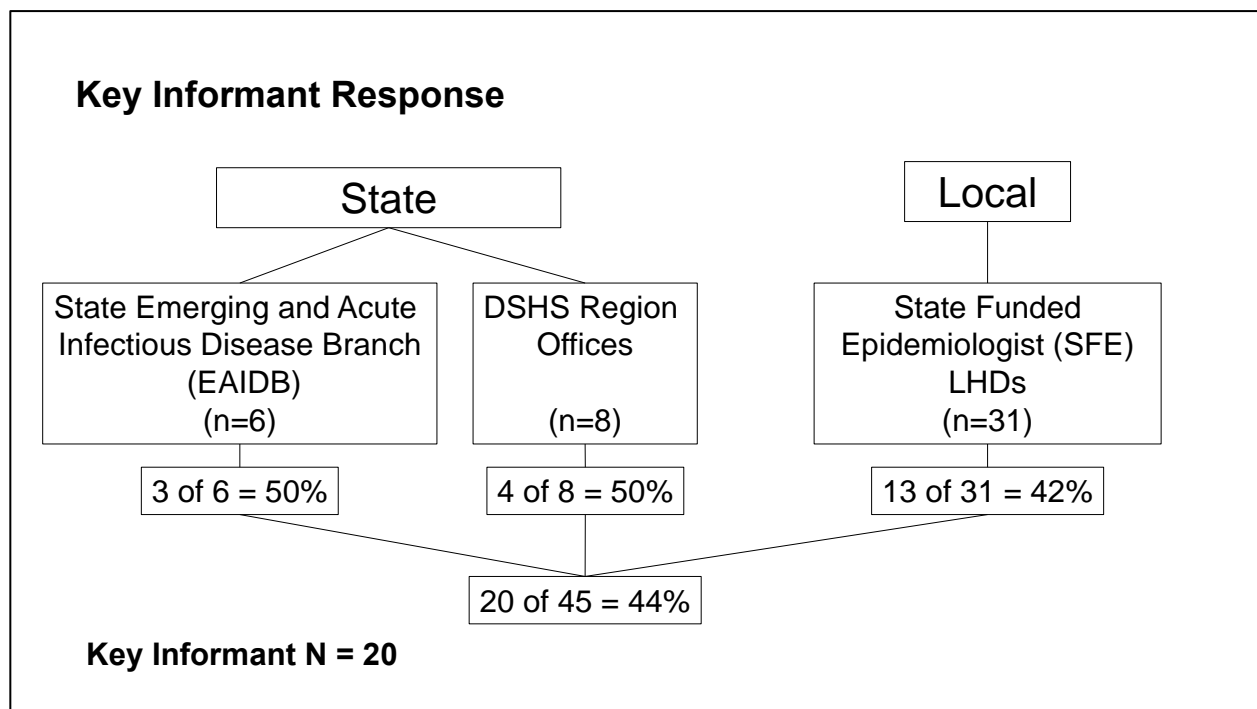 Key Informant Response
State
Local
State Emerging and Acute
Infectious Disease Branch
(EAIDB)
(n=6)
DSHS Region
Offices
(n=8)
State Funded
Epidemiologist (SFE)
LHDs
(n=31)
3 of 6 = 50%
4 of 8 = 50%
13 of 31 = 42%
20 of 45 = 44%
Key Informant N = 20